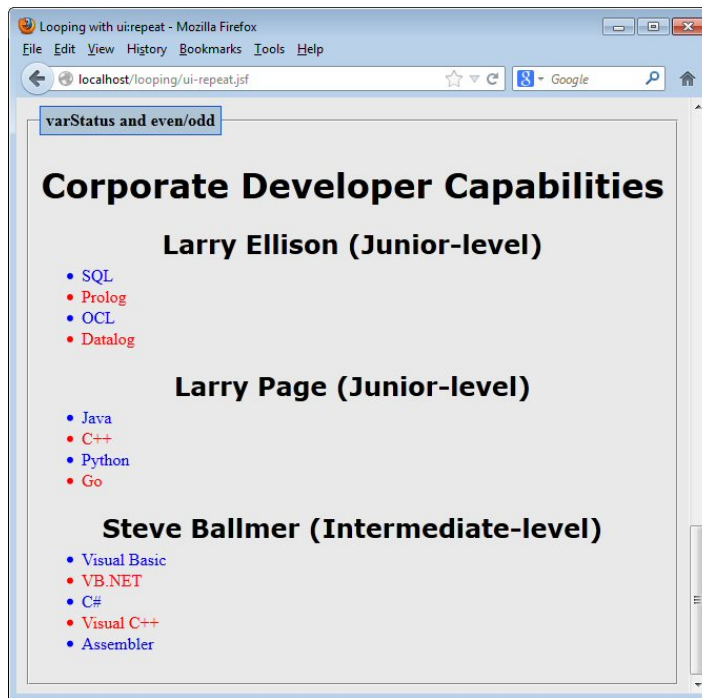 Looping with ui:repeat - Mozilla Firefox
File Edit View History Bookmarks Tools Help
localhost/looping/ui-repeat.jsf
Google
varStatus and even/odd
Corporate Developer Capabilities
Larry Ellison (Junior-level)
SQL
Prolog
OCL
Datalog
Larry Page (Junior-level)
Java
C++
Python
Go
Steve Ballmer (Intermediate-level)
Visual Basic
VB.NET
C#
Visual C++
Assembler